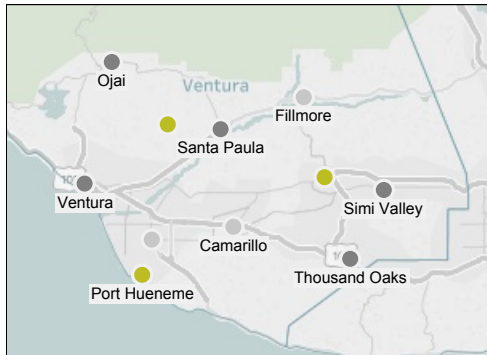 Ojai
Ventura
Fillmore
Santa Paula
Ventura
Simi Valley
Camarillo
Thousand Oaks
Port Hueneme